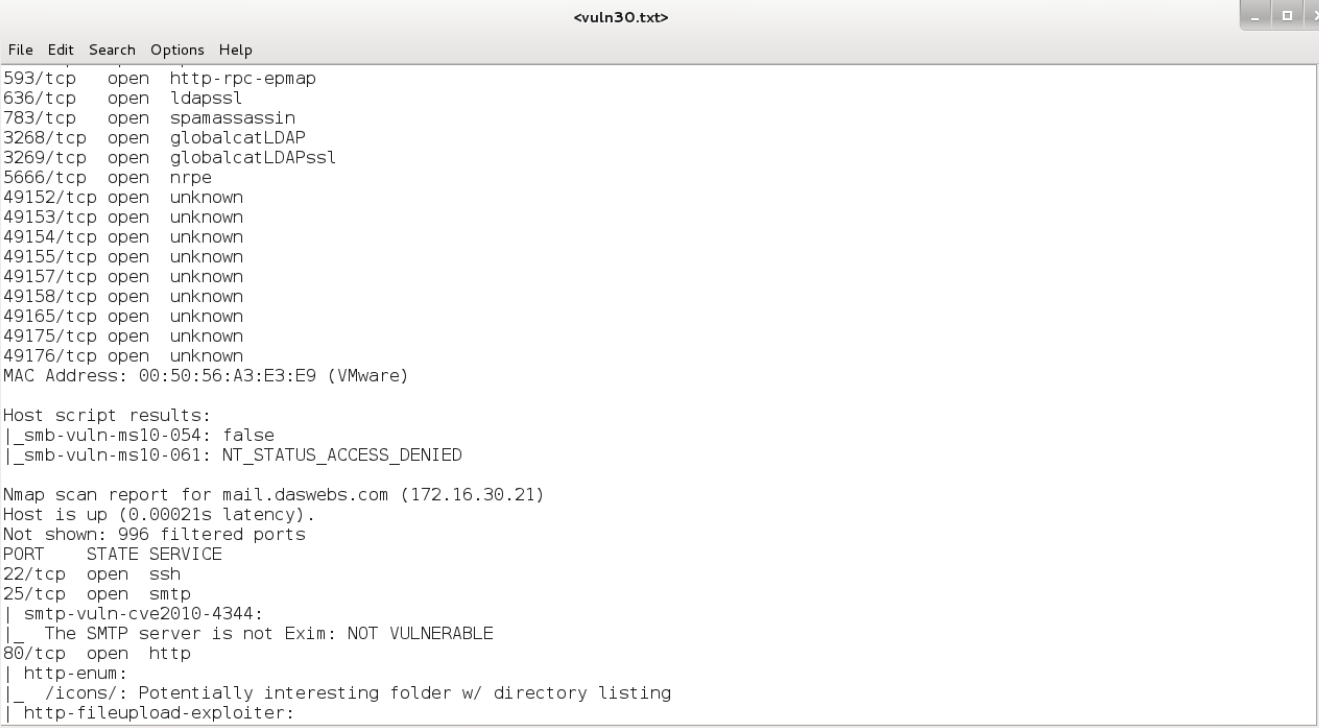 <vuln30.txt>
File Edit Search Options Help
593/tcp   open  http-rpc-epmap
636/tcp   open  ldapssl
783/tcp   open  spamassassin
3268/tcp  open  globalcatLDAP
3269/tcp  open  globalcatLDAPssl
5666/tcp  open  nrpe
49152/tcp open  unknown
49153/tcp open  unknown
49154/tcp open  unknown
49155/tcp open  unknown
49157/tcp open  unknown
49158/tcp open  unknown
49165/tcp open  unknown
49175/tcp open  unknown
49176/tcp open  unknown
MAC Address: 00:50:56:A3:E3:E9 (VMware)
Host script results:
|_smb-vuln-ms10-054: false
|_smb-vuln-ms10-061: NT_STATUS_ACCESS_DENIED
Nmap scan report for mail.daswebs.com (172.16.30.21)
Host is up (0.00021s latency).
Not shown: 996 filtered ports
PORT    STATE SERVICE
22/tcp  open  ssh
25/tcp  open  smtp
| smtp-vuln-cve2010-4344:
|_  The SMTP server is not Exim: NOT VULNERABLE
80/tcp  open  http
| http-enum:
|_  /icons/: Potentially interesting folder w/ directory listing
| http-fileupload-exploiter: